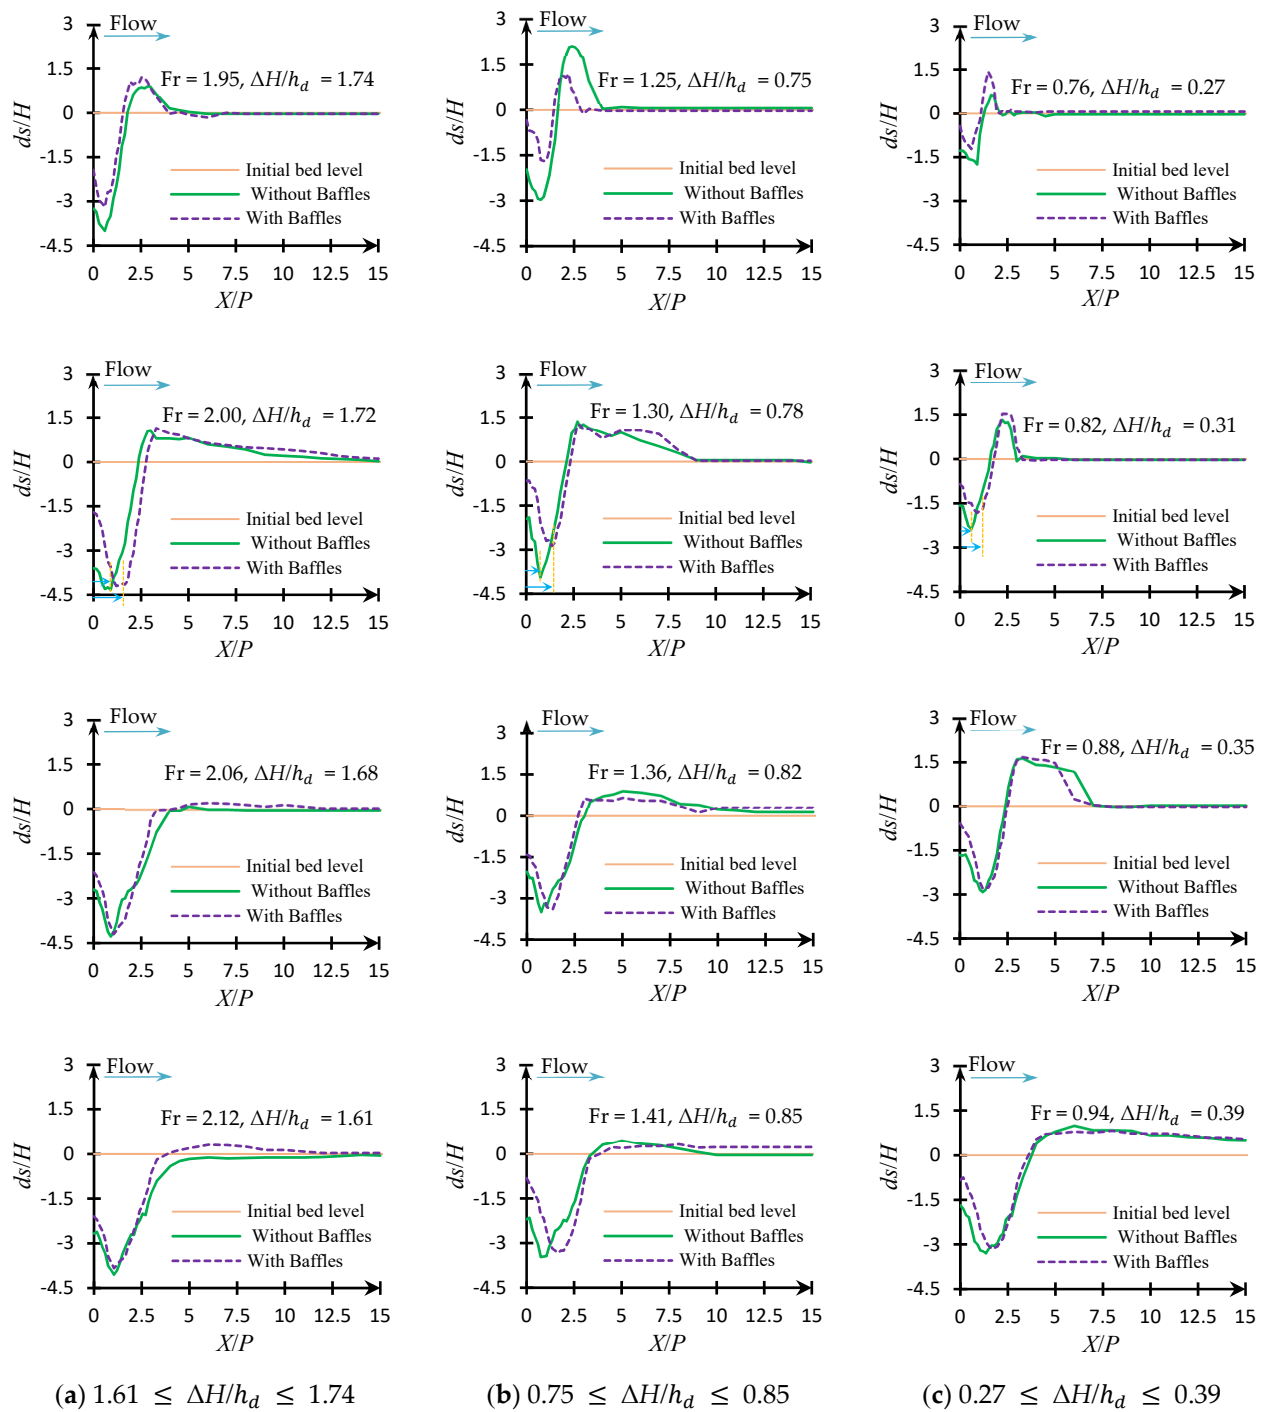 Flow
Fr = 1.95, ΔH/h_d = 1.74
ds/H
3
1.5
0
-1.5
-3
-4.5
Initial bed level
Without Baffles
With Baffles
0 2.5 5 7.5 10 12.5 15
X/P
Flow
Fr = 1.25, ΔH/h_d = 0.75
ds/H
3
1.5
0
-1.5
-3
-4.5
Initial bed level
Without Baffles
With Baffles
0 2.5 5 7.5 10 12.5 15
X/P
Flow
Fr = 0.76, ΔH/h_d = 0.27
ds/H
3
1.5
0
-1.5
-3
-4.5
Initial bed level
Without Baffles
With Baffles
0 2.5 5 7.5 10 12.5 15
X/P
Flow
Fr = 2.00, ΔH/h_d = 1.72
ds/H
3
1.5
0
-1.5
-3
-4.5
Initial bed level
Without Baffles
With Baffles
0 2.5 5 7.5 10 12.5 15
X/P
Flow
Fr = 1.30, ΔH/h_d = 0.78
ds/H
3
1.5
0
-1.5
-3
-4.5
Initial bed level
Without Baffles
With Baffles
0 2.5 5 7.5 10 12.5 15
X/P
Flow
Fr = 0.82, ΔH/h_d = 0.31
ds/H
3
1.5
0
-1.5
-3
-4.5
Initial bed level
Without Baffles
With Baffles
0 2.5 5 7.5 10 12.5 15
X/P
Flow
Fr = 2.06, ΔH/h_d = 1.68
ds/H
3
1.5
0
-1.5
-3
-4.5
Initial bed level
Without Baffles
With Baffles
0 2.5 5 7.5 10 12.5 15
X/P
Flow
Fr = 1.36, ΔH/h_d = 0.82
ds/H
3
1.5
0
-1.5
-3
-4.5
Initial bed level
Without Baffles
With Baffles
0 2.5 5 7.5 10 12.5 15
X/P
Flow
Fr = 0.88, ΔH/h_d = 0.35
ds/H
3
1.5
0
-1.5
-3
-4.5
Initial bed level
Without Baffles
With Baffles
0 2.5 5 7.5 10 12.5 15
X/P
Flow
Fr = 2.12, ΔH/h_d = 1.61
ds/H
3
1.5
0
-1.5
-3
-4.5
Initial bed level
Without Baffles
With Baffles
0 2.5 5 7.5 10 12.5 15
X/P
Flow
Fr = 1.41, ΔH/h_d = 0.85
ds/H
3
1.5
0
-1.5
-3
-4.5
Initial bed level
Without Baffles
With Baffles
0 2.5 5 7.5 10 12.5 15
X/P
Flow
Fr = 0.94, ΔH/h_d = 0.39
ds/H
3
1.5
0
-1.5
-3
-4.5
Initial bed level
Without Baffles
With Baffles
0 2.5 5 7.5 10 12.5 15
X/P
(a) 1.61 ≤ ΔH/h_d ≤ 1.74
(b) 0.75 ≤ ΔH/h_d ≤ 0.85
(c) 0.27 ≤ ΔH/h_d ≤ 0.39